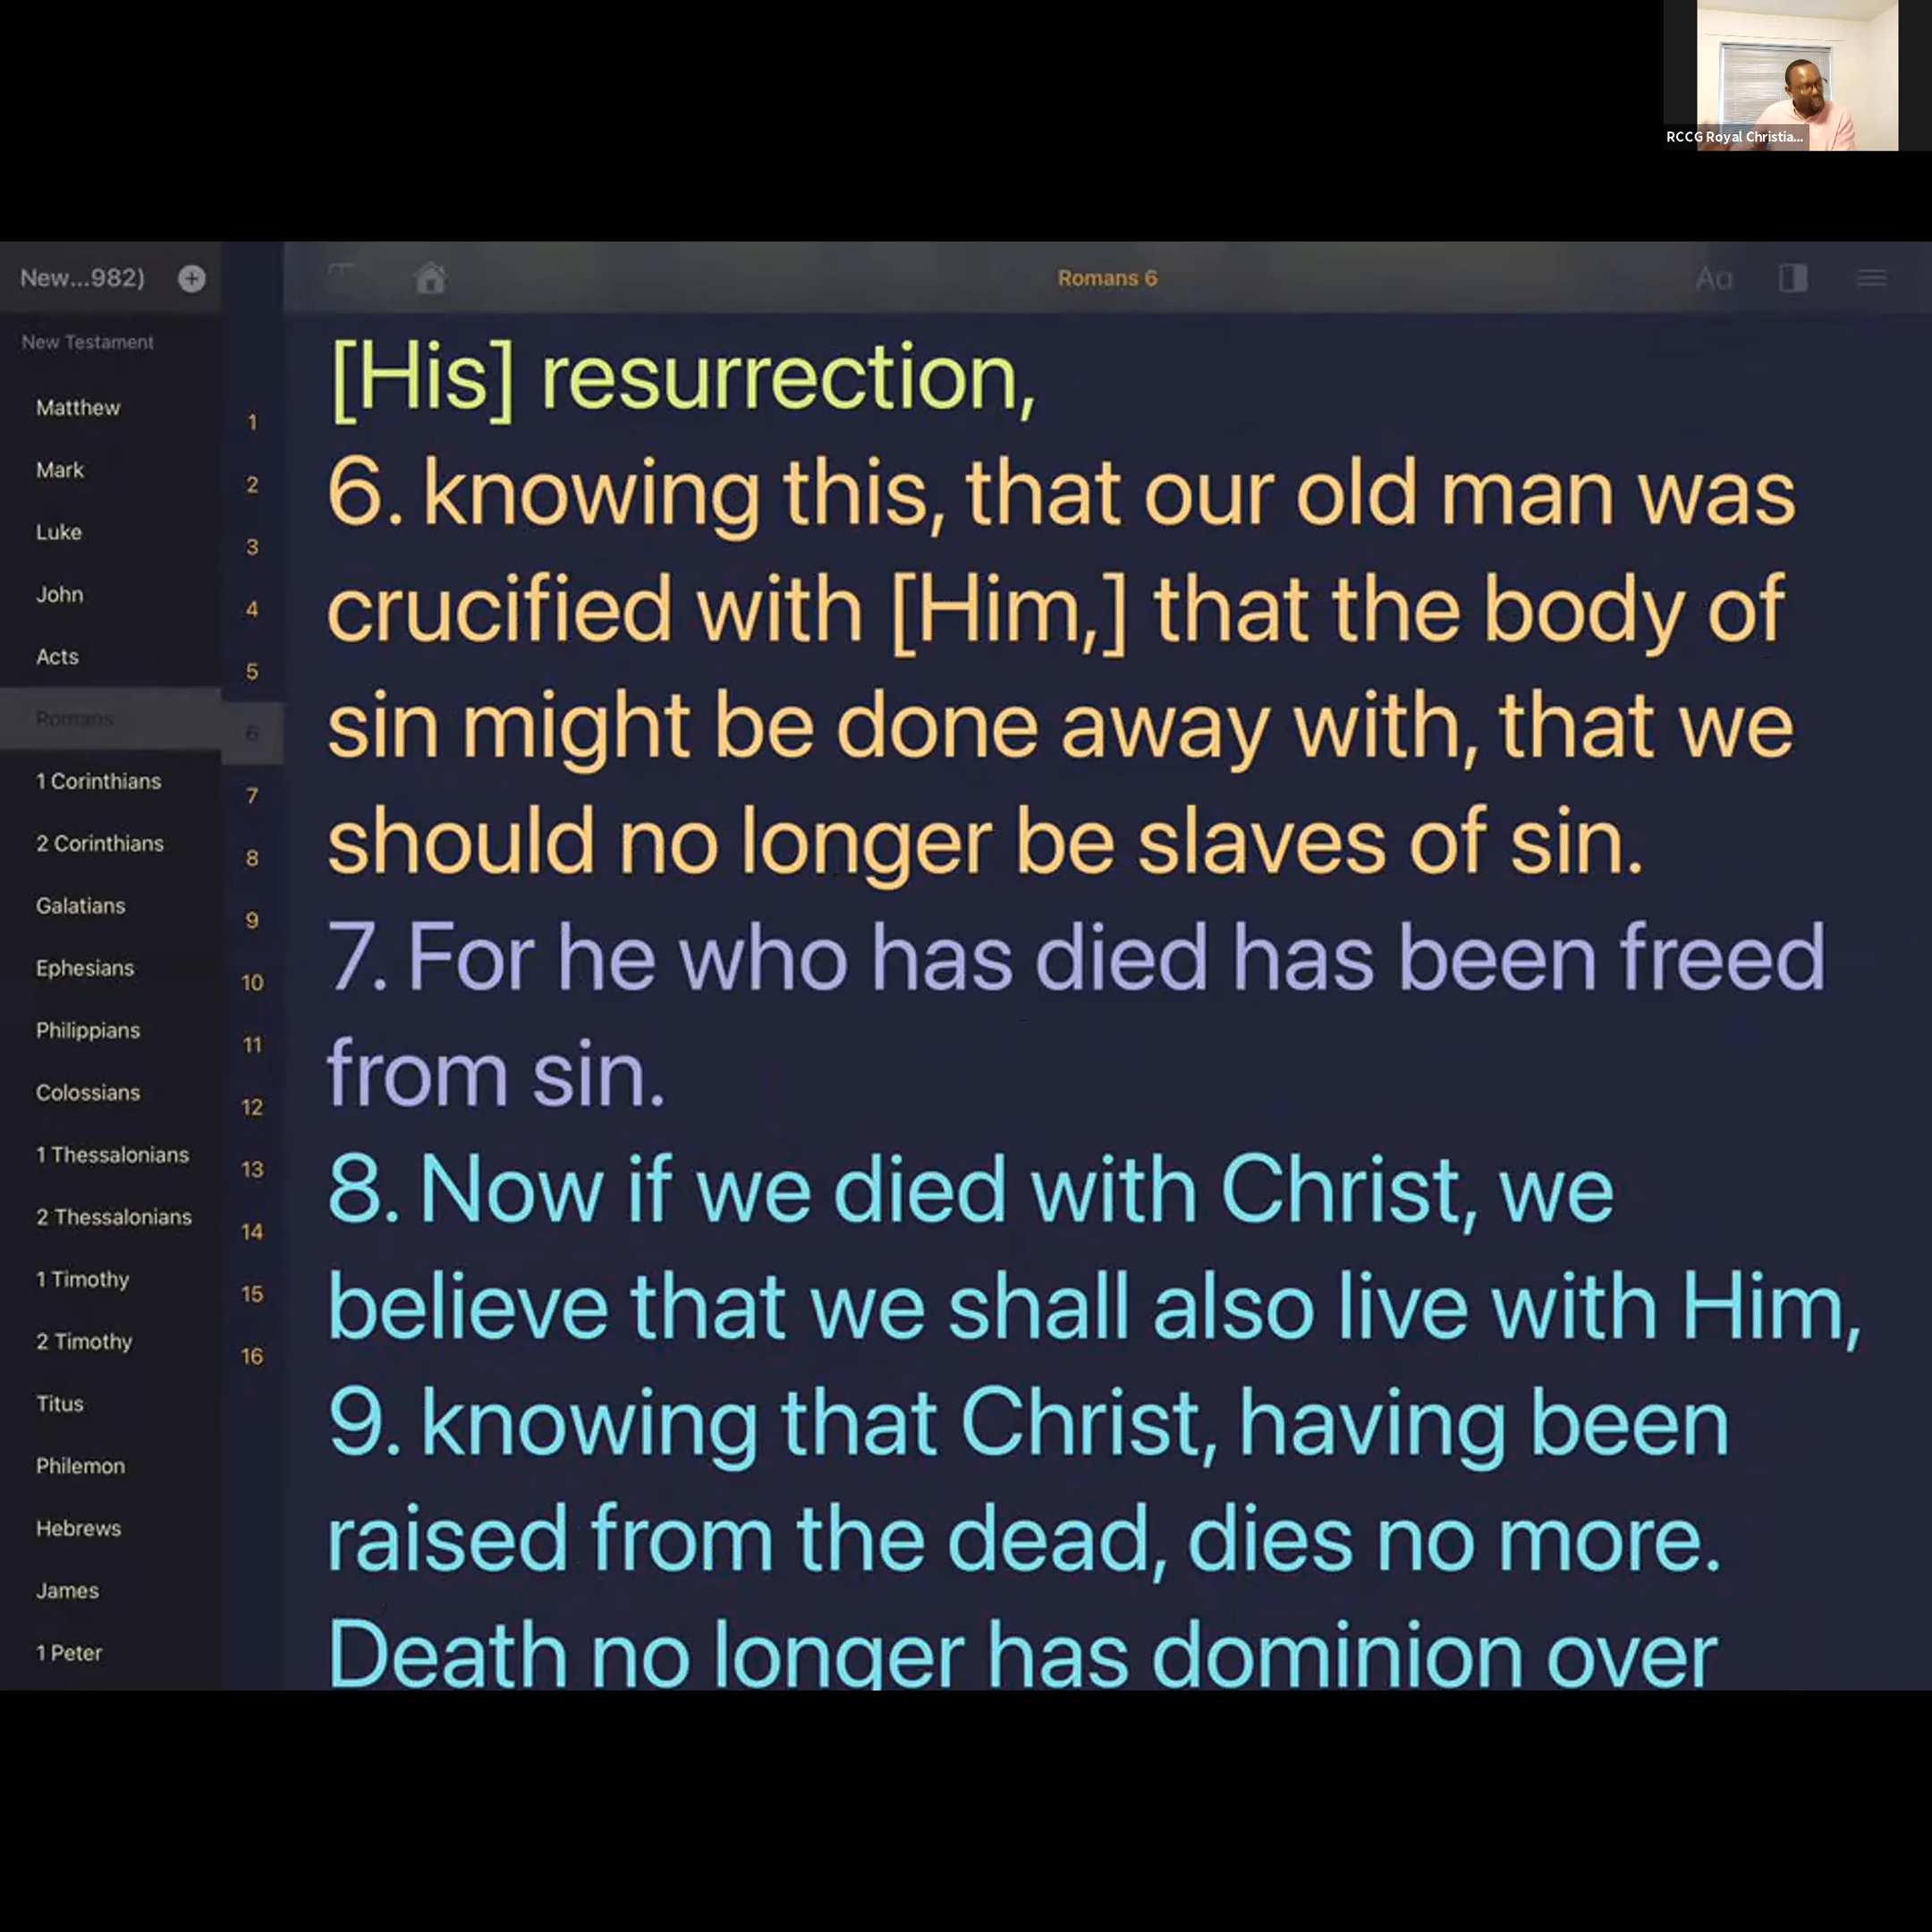 RCCG Royal Christia...
New...982)
Romans 6
Aa
New Testament
Matthew
Mark
Luke
John
Acts
Romans
1 Corinthians
2 Corinthians
Galatians
Ephesians
Philippians
Colossians
1 Thessalonians
2 Thessalonians
1 Timothy
2 Timothy
Titus
Philemon
Hebrews
James
1 Peter
1
2
3
4
5
6
7
8
9
10
11
12
13
14
15
16
[His] resurrection,
6. knowing this, that our old man was
crucified with [Him,] that the body of
sin might be done away with, that we
should no longer be slaves of sin.
7. For he who has died has been freed
from sin.
8. Now if we died with Christ, we
believe that we shall also live with Him,
9. knowing that Christ, having been
raised from the dead, dies no more.
Death no longer has dominion over